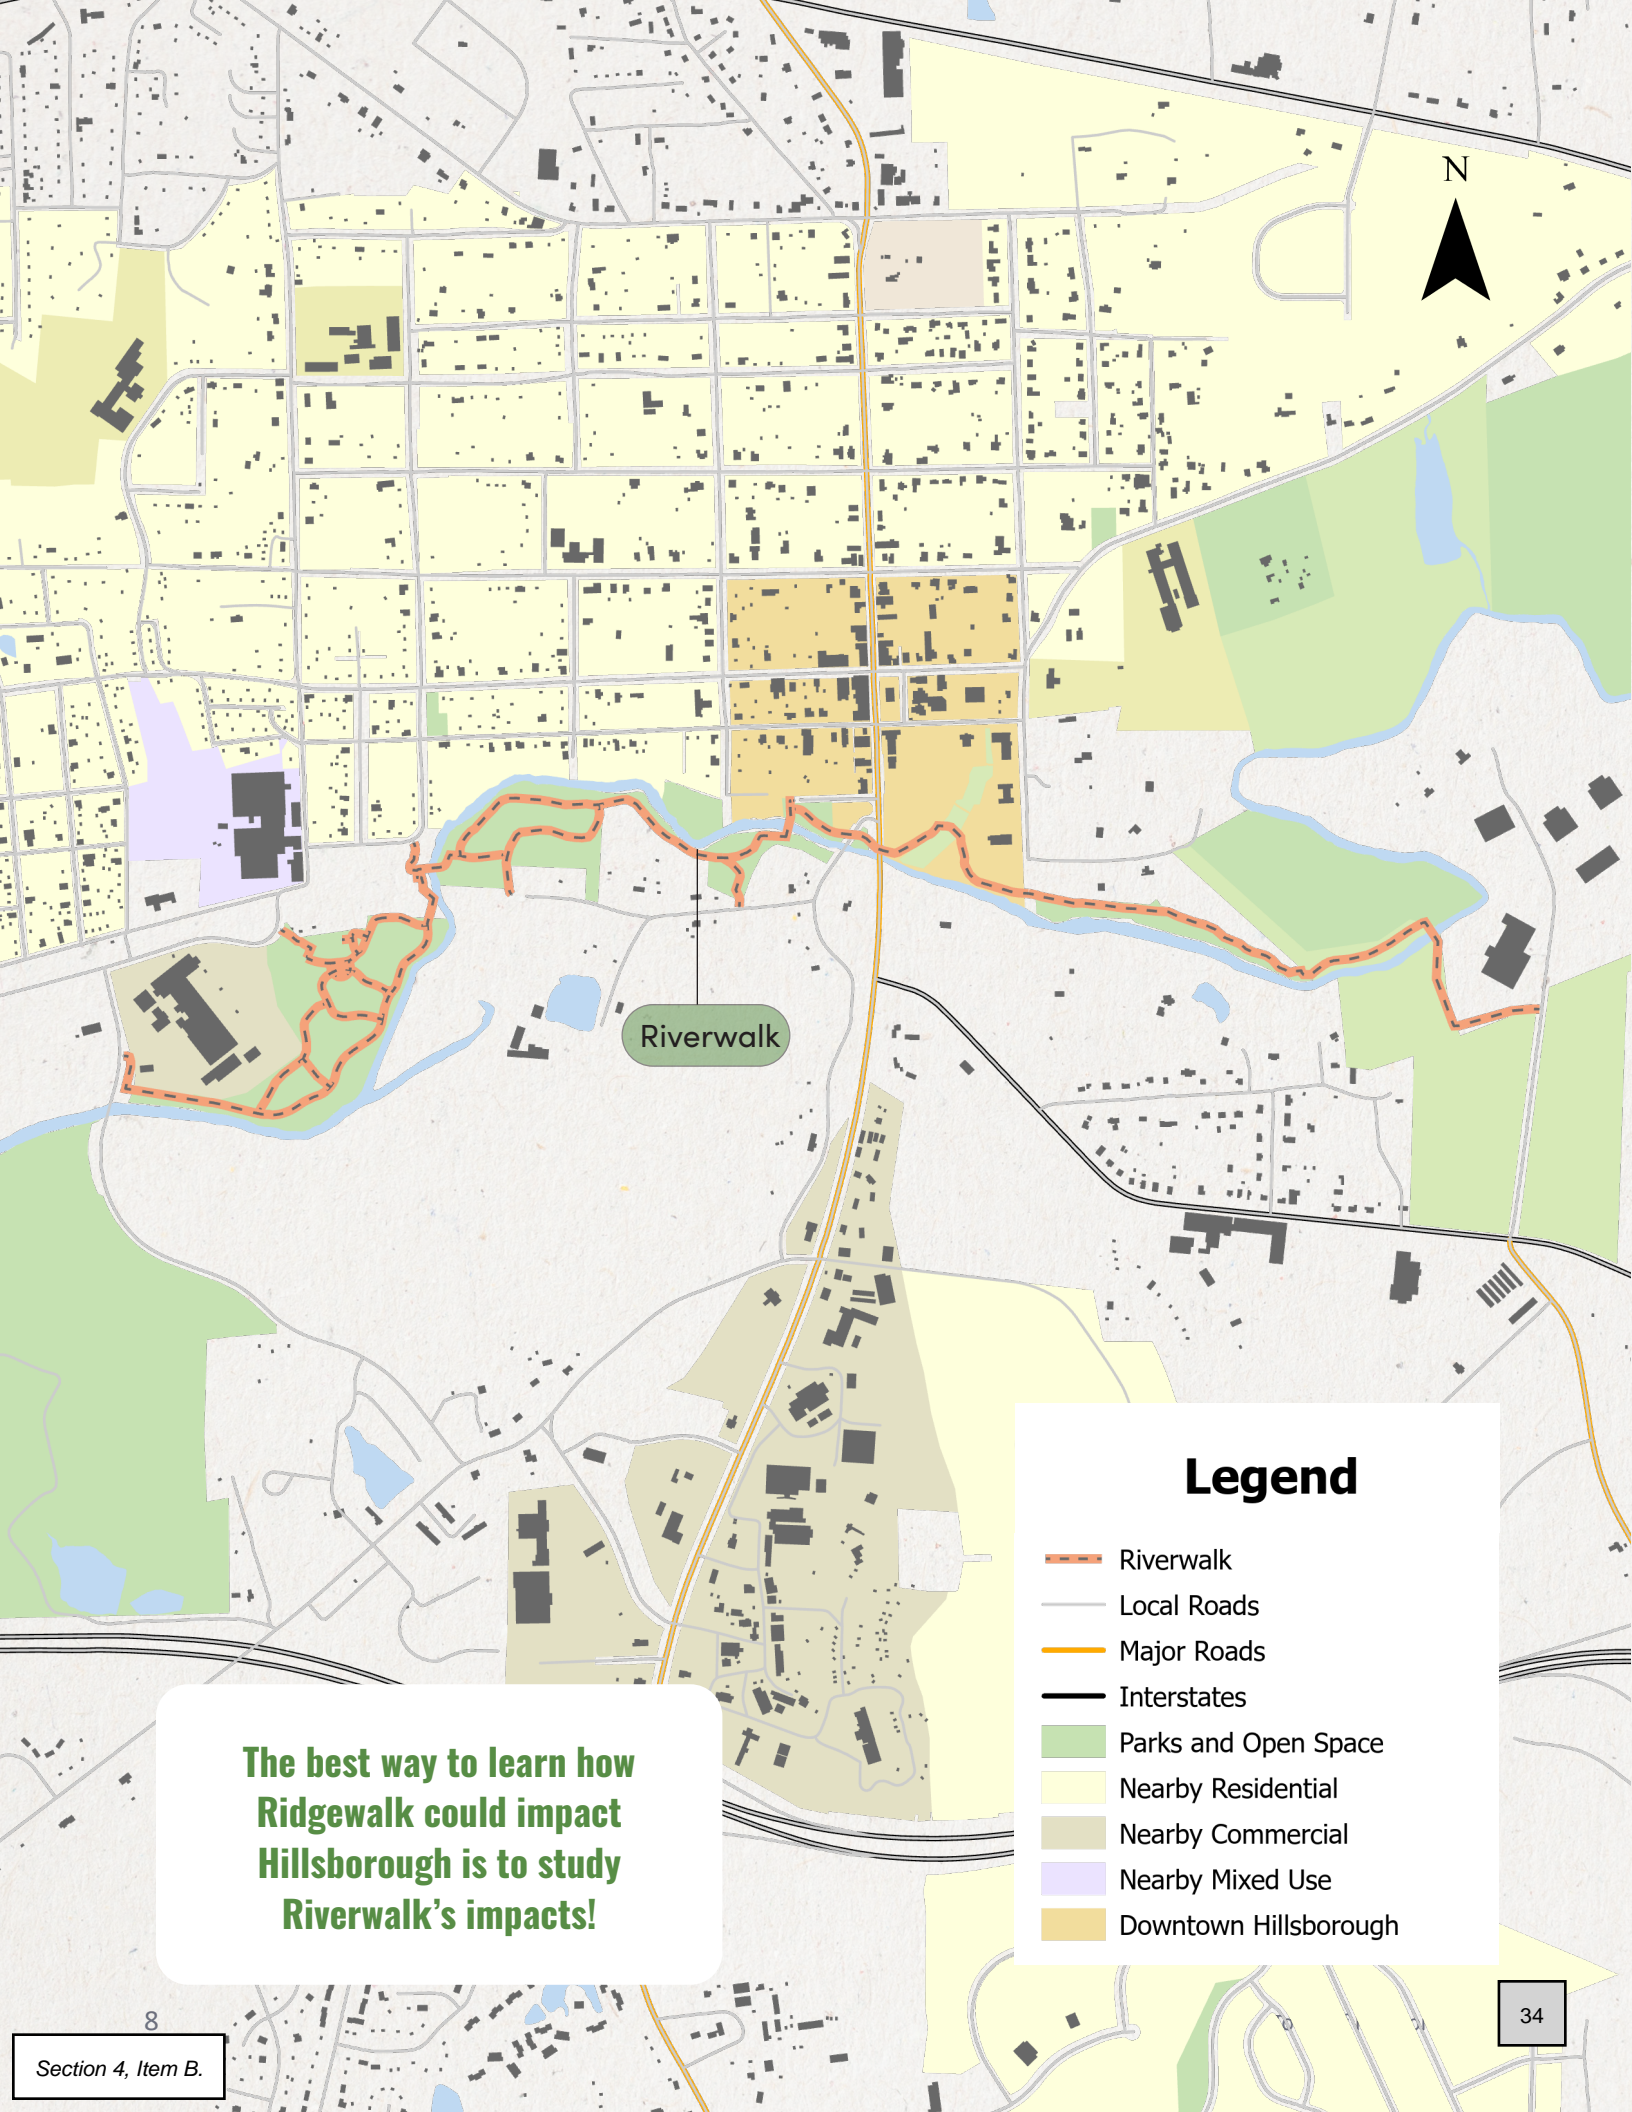 N
Riverwalk
Legend
Riverwalk
Local Roads
Major Roads
Interstates
Parks and Open Space
Nearby Residential
Nearby Commercial
Nearby Mixed Use
Downtown Hillsborough
The best way to learn how
Ridgewalk could impact
Hillsborough is to study
Riverwalk's impacts!
8
34
Section 4, Item B.